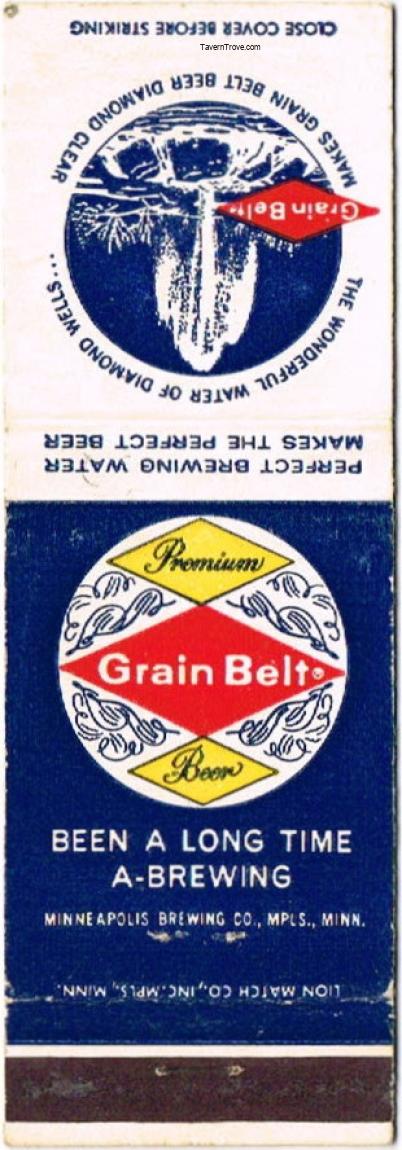 CLOSE COVER BEFORE STRIKING
TavernTrove.com
THE WONDERFUL WATER OF DIAMOND WELLS....
MAKES GRAIN BELT BEER DIAMOND CLEAR
Grain Belt®
PERFECT BREWING WATER
MAKES THE PERFECT BEER
Premium
Grain Belt®
Beer
BEEN A LONG TIME
A-BREWING
MINNEAPOLIS BREWING CO., MPLS., MINN.
LION MATCH CO., INC. MPLS., MINN.